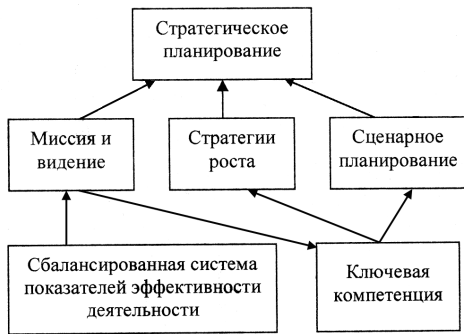 Стратегическое
планирование
Миссия и
видение
Стратегии
роста
Сценарное
планирование
Сбалансированная система
показателей эффективности
деятельности
Ключевая
компетенция